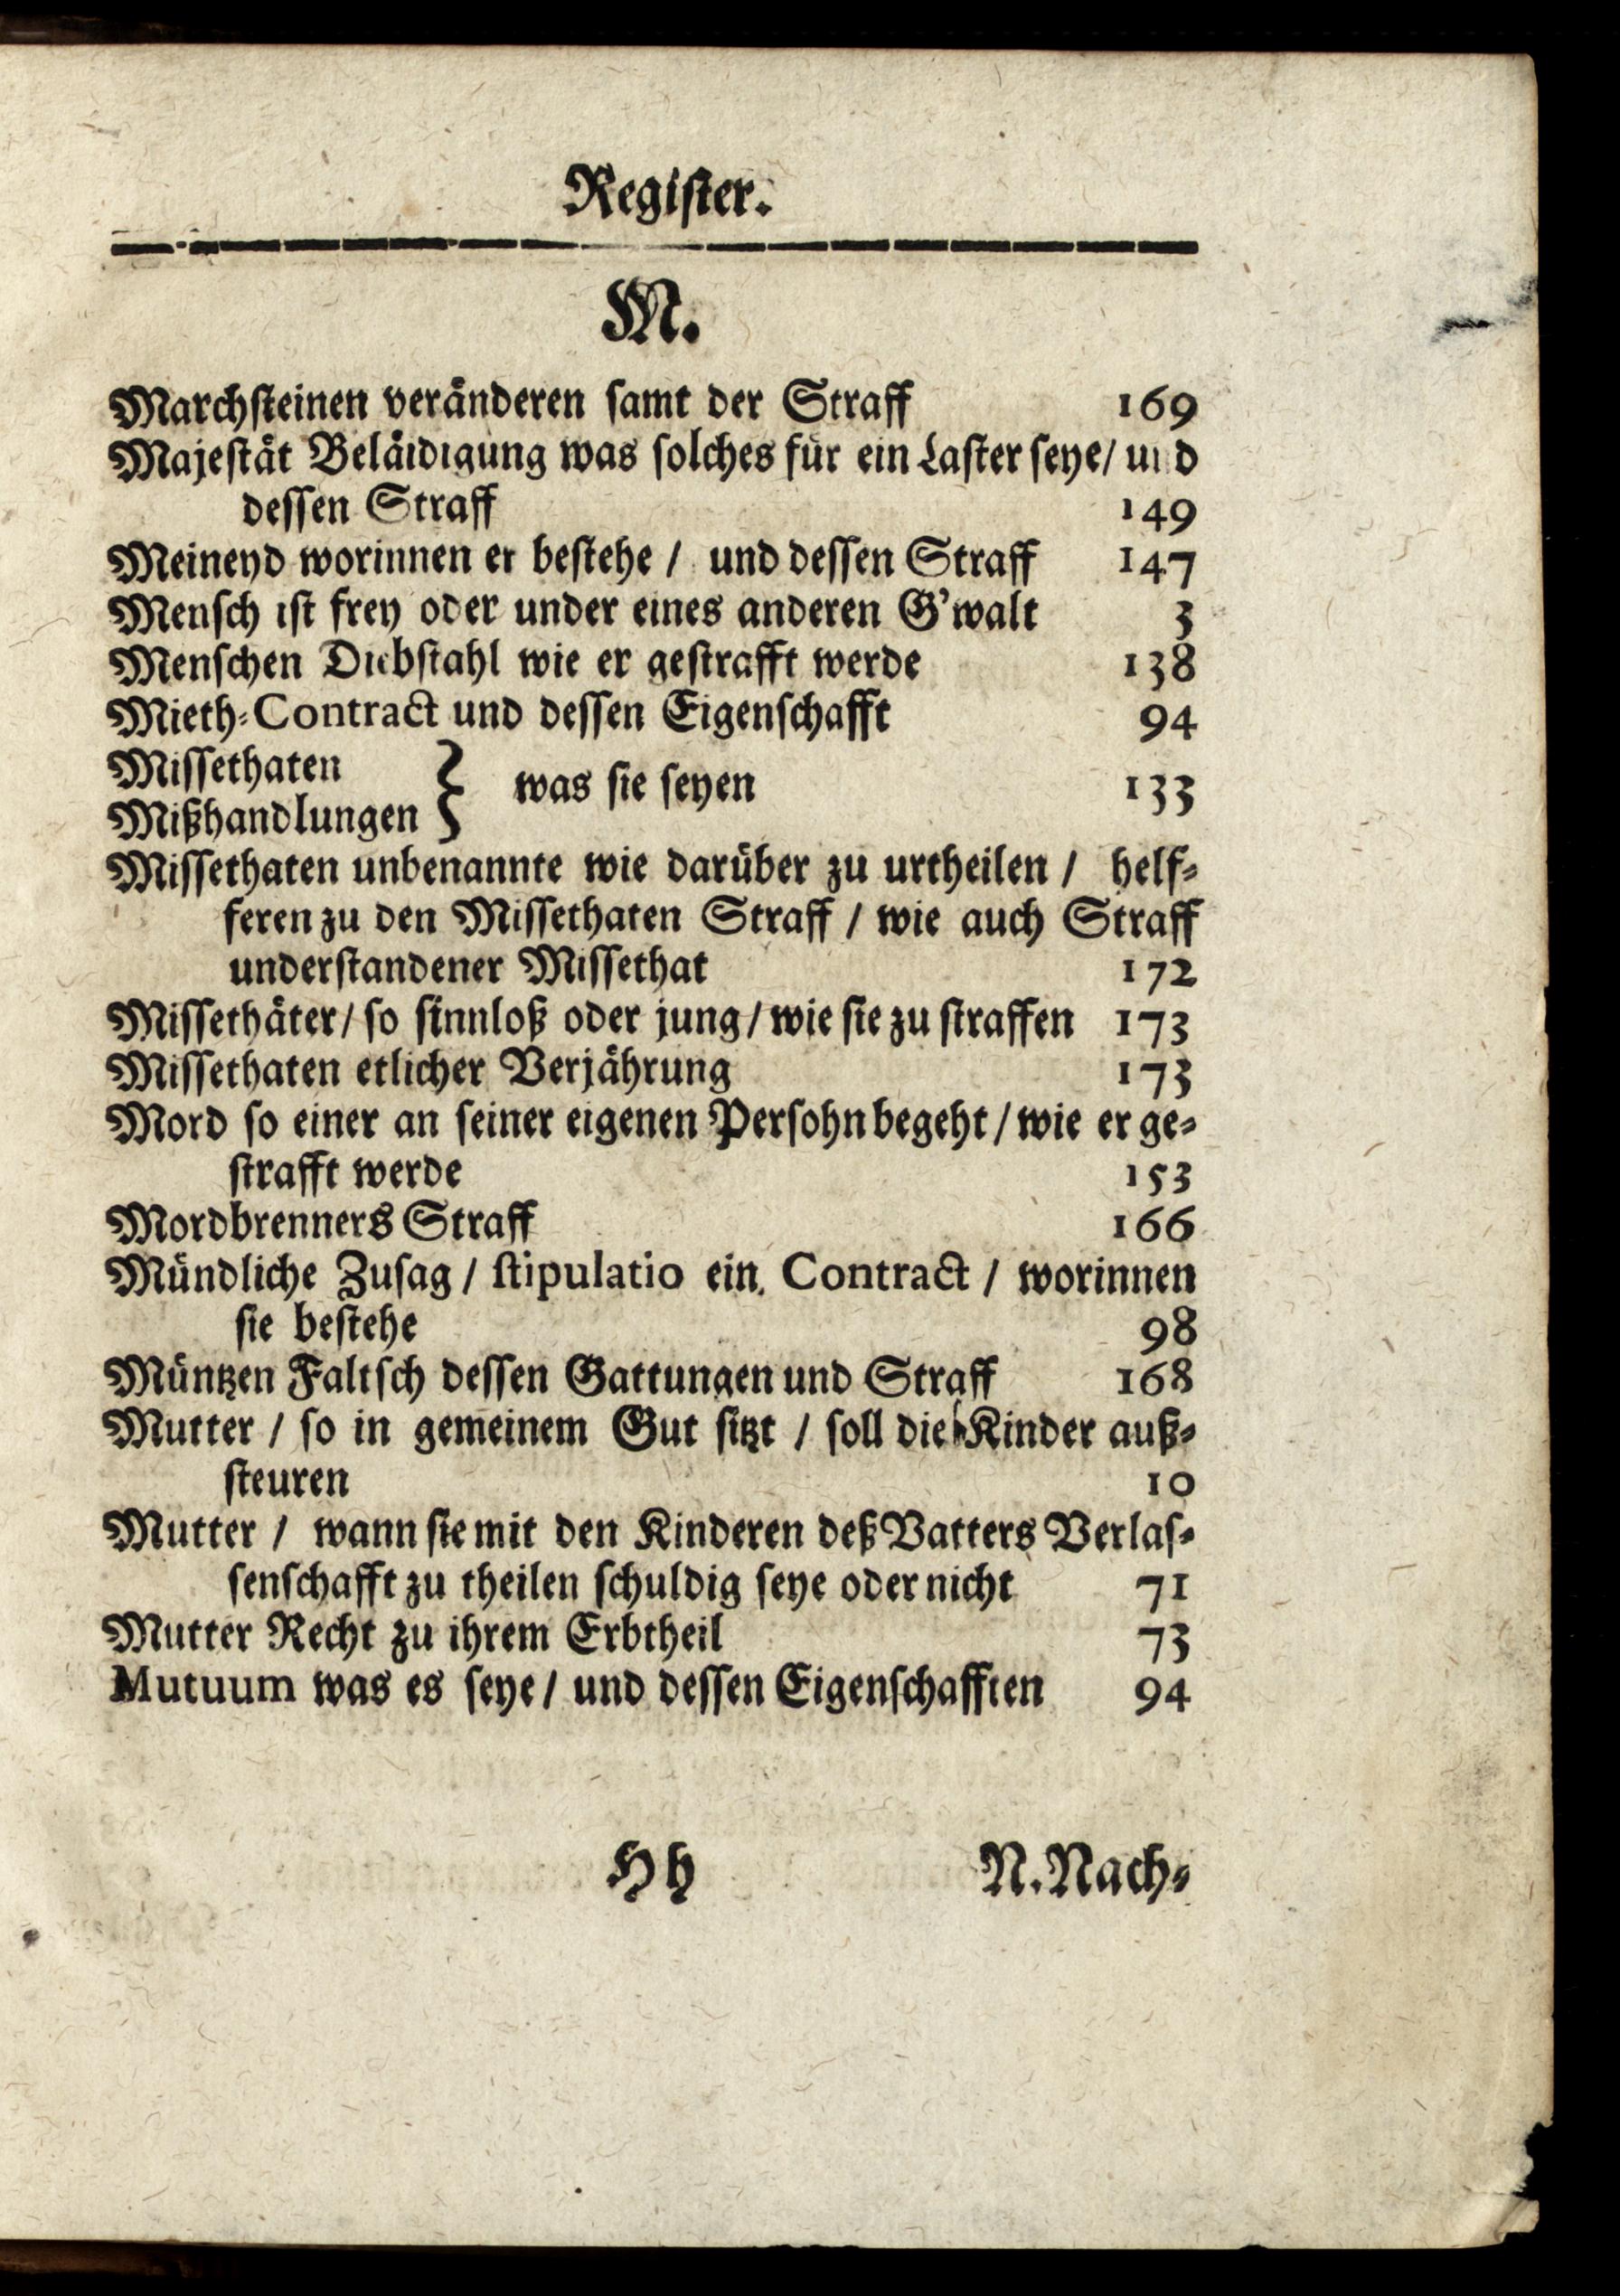 Register.
M.
Marchsteinen veränderen samt der Straff 169
Majestät Beläidigung was solches für ein Laster seye / und
dessen Straff 149
Meineyd worinnen er bestehe / und dessen Straff 147
Mensch ist frey oder under eines anderen G'walt 3
Menschen Diebstahl wie er gestrafft werde 138
Mieth-Contract und dessen Eigenschafft 94
Missethaten
Mißhandlungen } was sie seyen 133
Missethaten unbenannte wie darüber zu urtheilen / helf-
feren zu den Missethaten Straff / wie auch Straff
understandener Missethat 172
Missethäter / so sinnloß oder jung / wie sie zu straffen 173
Missethaten etlicher Verjährung 173
Mord so einer an seiner eigenen Persohn begeht / wie er ge-
strafft werde 153
Mordbrenners Straff 166
Mündliche Zusag / stipulatio ein Contract / worinnen
sie bestehe 98
Müntzen Faltsch dessen Gattungen und Straff 168
Mutter / so in gemeinem Gut sitzt / soll die Kinder auß-
steuren 10
Mutter / wann sie mit den Kinderen deß Vatters Verlas-
senschafft zu theilen schuldig seye oder nicht 71
Mutter Recht zu ihrem Erbtheil 73
Mutuum was es seye / und dessen Eigenschafften 94
Hh N. Nach-